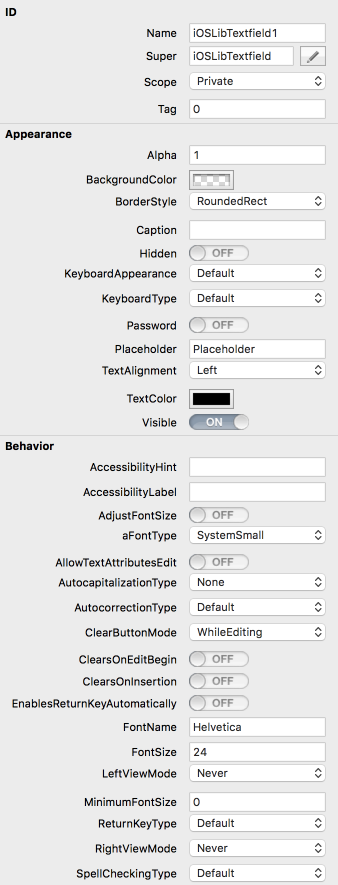 ID
Name iOSLibTextfield1
Super iOSLibTextfield
Scope Private
Tag 0
Appearance
Alpha 1
BackgroundColor
BorderStyle RoundedRect
Caption
Hidden OFF
KeyboardAppearance Default
KeyboardType Default
Password OFF
Placeholder Placeholder
TextAlignment Left
TextColor
Visible ON
Behavior
AccessibilityHint
AccessibilityLabel
AdjustFontSize OFF
aFontType SystemSmall
AllowTextAttributesEdit OFF
AutocapitalizationType None
AutocorrectionType Default
ClearButtonMode WhileEditing
ClearsOnEditBegin OFF
ClearsOnInsertion OFF
EnablesReturnKeyAutomatically OFF
FontName Helvetica
FontSize 24
LeftViewMode Never
MinimumFontSize 0
ReturnKeyType Default
RightViewMode Never
SpellCheckingType Default